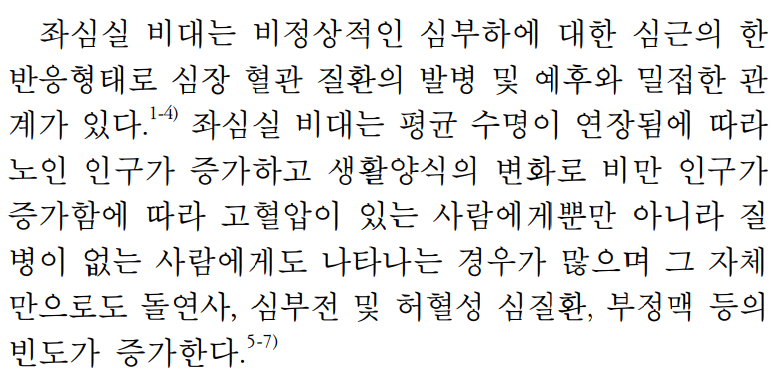 좌심실 비대는 비정상적인 심부하에 대한 심근의 한
반응형태로 심장 혈관 질환의 발병 및 예후와 밀접한 관
계가 있다.1-4) 좌심실 비대는 평균 수명이 연장됨에 따라
노인 인구가 증가하고 생활양식의 변화로 비만 인구가
증가함에 따라 고혈압이 있는 사람에게뿐만 아니라 질
병이 없는 사람에게도 나타나는 경우가 많으며 그 자체
만으로도 돌연사, 심부전 및 허혈성 심질환, 부정맥 등의
빈도가 증가한다.5-7)